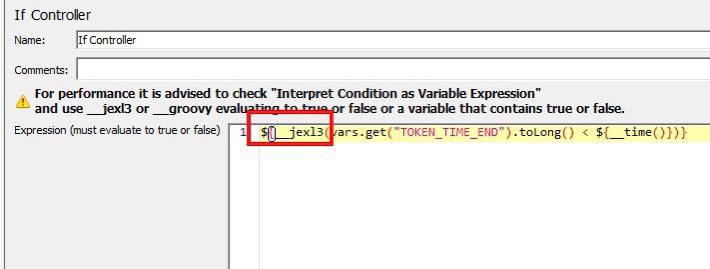 If Controller
Name: If Controller
Comments:
For performance it is advised to check "Interpret Condition as Variable Expression"
and use __jexl3 or __groovy evaluating to true or false or a variable that contains true or false.
Expression (must evaluate to true or false) 1 ${__jexl3(vars.get("TOKEN_TIME_END").toLong() < ${__time()})}